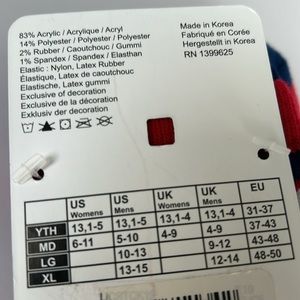 83% Acrylic / Acrylique / Acryl
14% Polyester / Polyester / Polyester
2% Rubber / Caoutchouc / Gummi
1% Spandex / Spandex / Elasthan
Elastic : Nylon, Latex Rubber
Élastique, Latex de caoutchouc
Elastische, Latex gummi
Exclusive of decoration
Exclusive de la décoration
Exklusiv der decoration
Made in Korea
Fabriqué en Corée
Hergestellt in Korea
RN 1399625
US Womens US Mens UK Womens UK Mens EU
YTH 13,1-5 13,1-5 13,1-4 13,1-4 31-37
MD 6-11 5-10 4-9 4-9 37-43
LG 10-13 9-12 43-48
XL 13-15 12-14 48-50